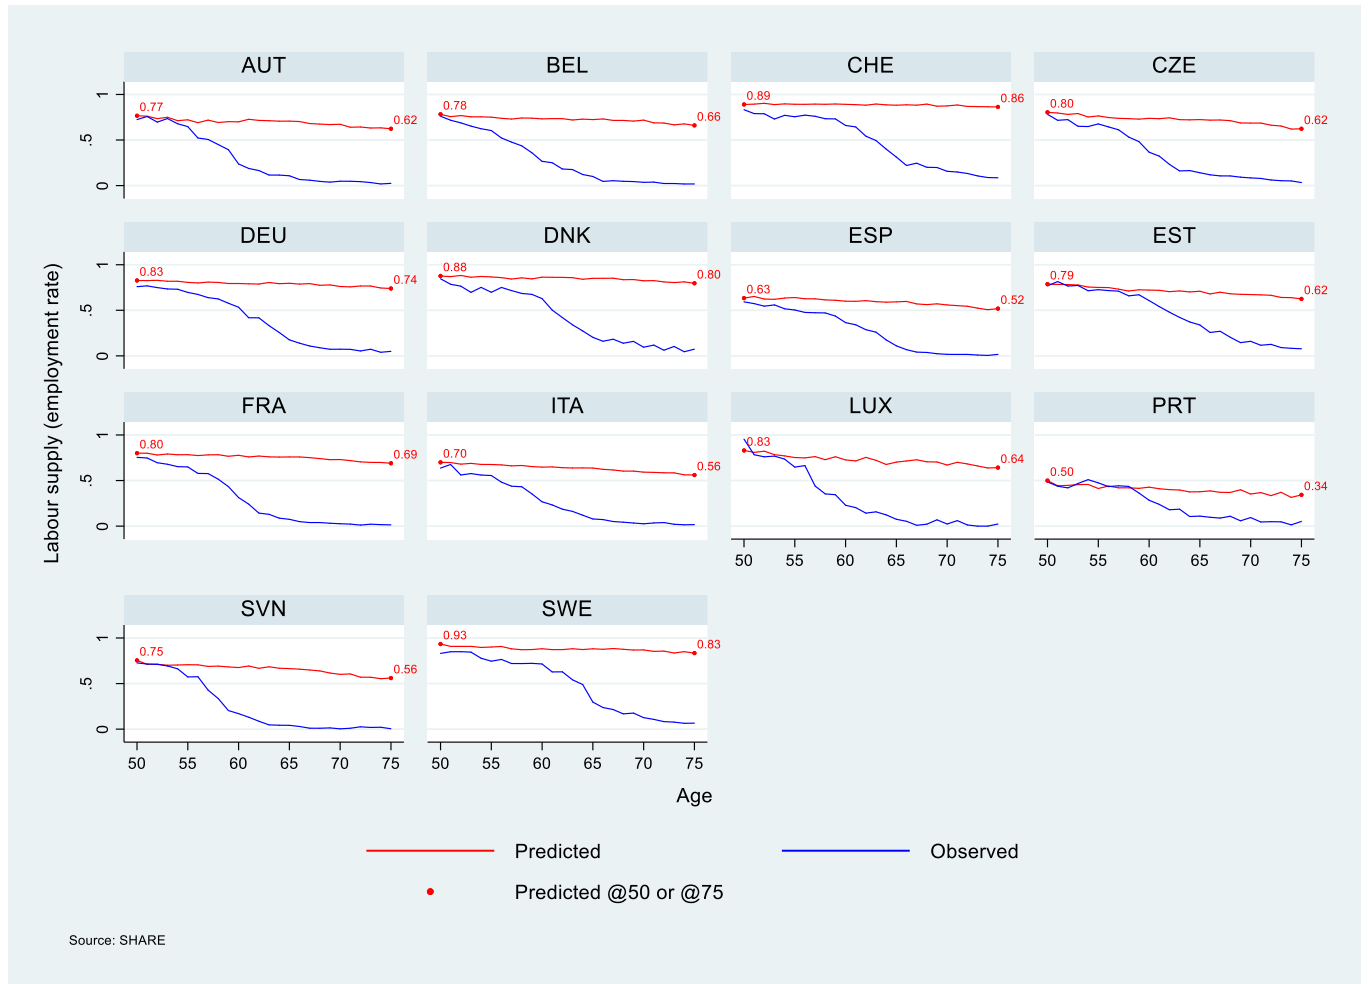 AUT BEL CHE CZE
0.77 0.62 0.78 0.66 0.89 0.86 0.80 0.62
1
.5
0
DEU DNK ESP EST
0.83 0.74 0.88 0.80 0.63 0.52 0.79 0.62
1
.5
0
FRA ITA LUX PRT
0.80 0.69 0.70 0.56 0.83 0.64 0.50 0.34
1
.5
0
50 55 60 65 70 75 50 55 60 65 70 75
SVN SWE
0.75 0.56 0.93 0.83
1
.5
0
50 55 60 65 70 75 50 55 60 65 70 75
Labour supply (employment rate)
Age
Predicted Observed
Predicted @50 or @75
Source: SHARE